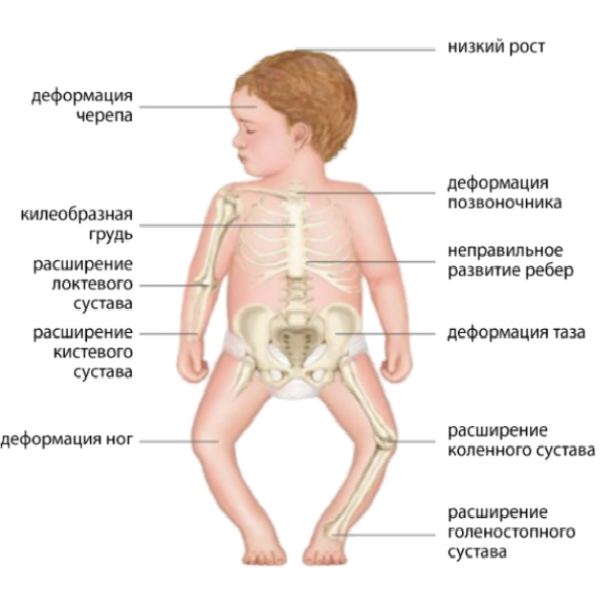 низкий рост
деформация
черепа
деформация
позвоночника
килеобразная
грудь
неправильное
развитие ребер
расширение
локтевого
сустава
расширение
кистевого
сустава
деформация таза
деформация ног
расширение
коленного сустава
расширение
голеностопного
сустава